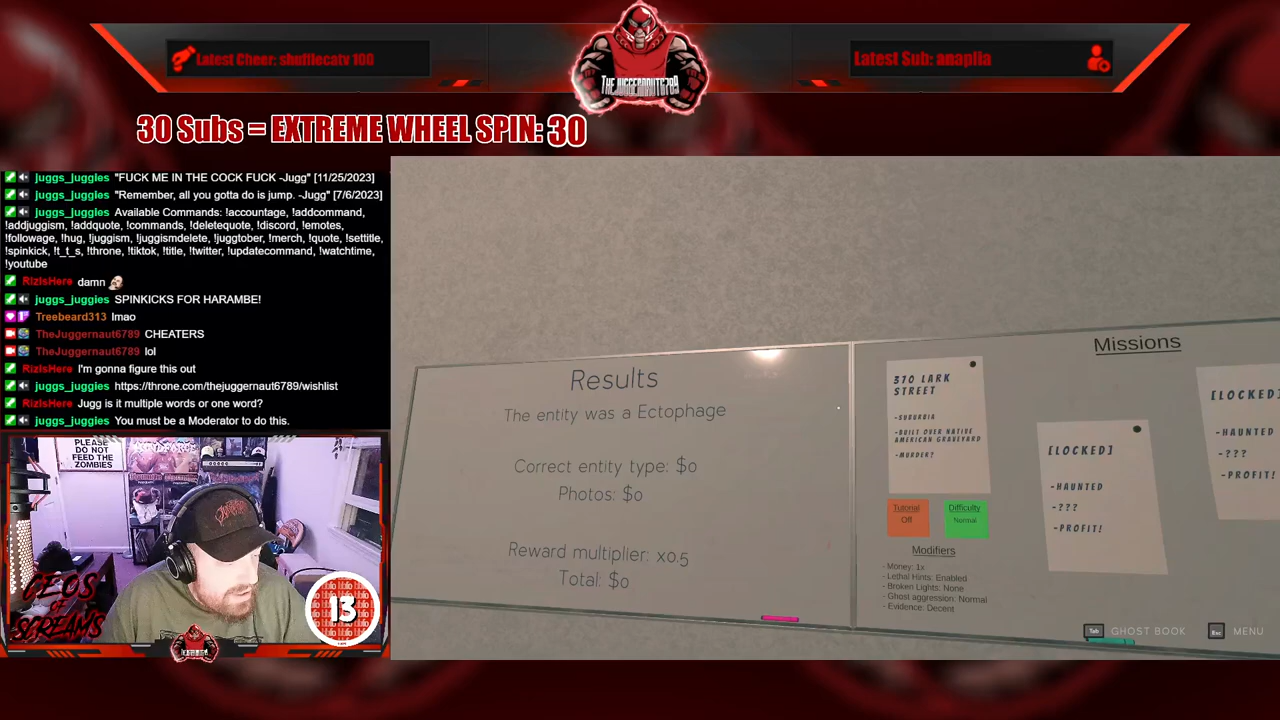 Latest Cheer: shufflecatv 100
THEJUGGERNAUT6789
Latest Sub: anaplia
30 Subs = EXTREME WHEEL SPIN: 30
juggs_juggles "FUCK ME IN THE COCK FUCK -Jugg" [11/25/2023]
juggs_juggles "Remember, all you gotta do is jump. -Jugg" [7/6/2023]
juggs_juggles Available Commands: !accountage, !addcommand,
!addjuggism, !addquote, !commands, !deletequote, !discord, !emotes,
!followage, !hug, !juggism, !juggismdelete, !juggtober, !merch, !quote, !settitle,
!spinkick, !t_t_s, !throne, !tiktok, !title, !twitter, !updatecommand, !watchtime,
!youtube
RizIsHere damn
juggs_juggles SPINKICKS FOR HARAMBE!
Treebeard313 lmao
TheJuggernaut6789 CHEATERS
TheJuggernaut6789 lol
RizIsHere I'm gonna figure this out
juggs_juggles https://throne.com/thejuggernaut6789/wishlist
RizIsHere Jugg is it multiple words or one word?
juggs_juggles You must be a Moderator to do this.
PLEASE
DO NOT
FEED THE
ZOMBIES
GEOS
OF
SCREAMS
13
Results
The entity was a Ectophage
Correct entity type: $0
Photos: $0
Reward multiplier: x0.5
Total: $0
Missions
370 LARK
STREET
-SUBURBIA
-BUILT OVER NATIVE
AMERICAN GRAVEYARD
-MURDER?
Tutorial
Off
Difficulty
Normal
Modifiers
- Money: 1x
- Lethal Hints: Enabled
- Broken Lights: None
- Ghost aggression: Normal
- Evidence: Decent
[LOCKED]
-HAUNTED
-???
-PROFIT!
[LOCKED]
-HAUNTED
-???
-PROFIT!
Tab GHOST BOOK Esc MENU